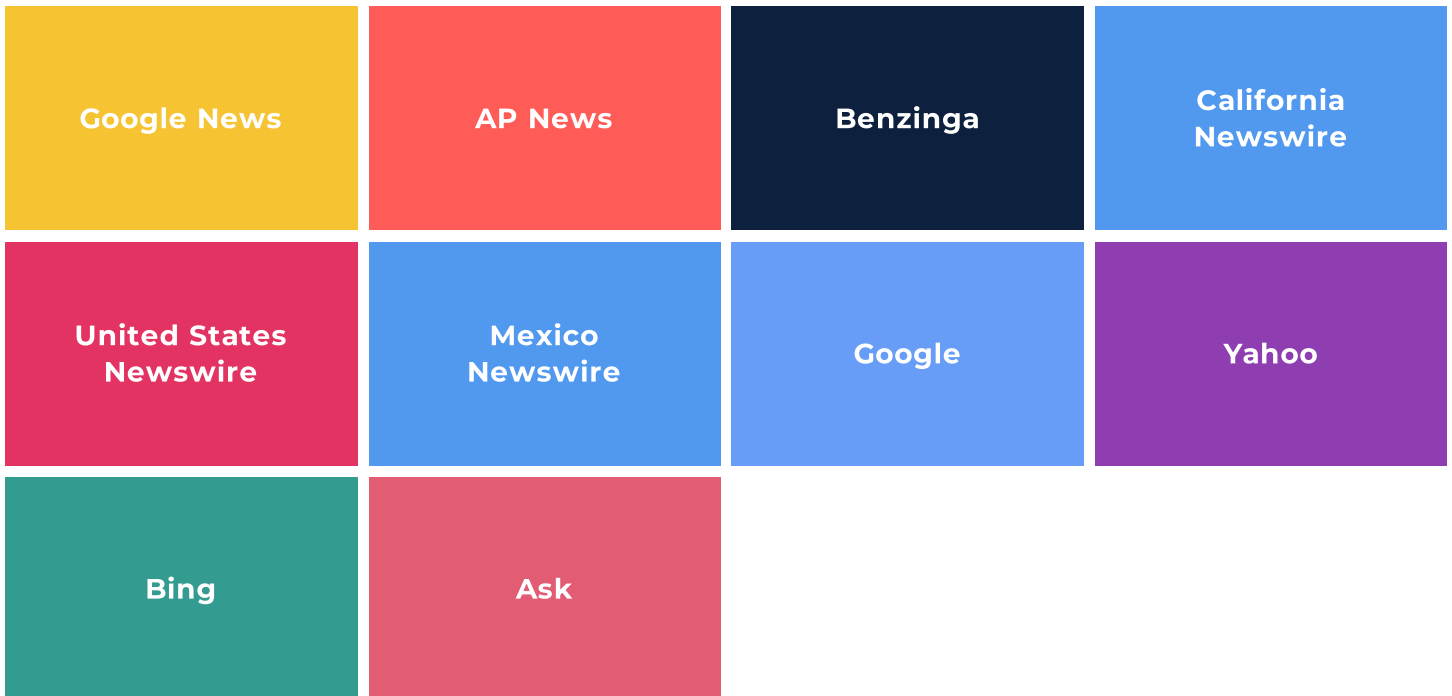 Google News
AP News
Benzinga
California
Newswire
United States
Newswire
Mexico
Newswire
Google
Yahoo
Bing
Ask